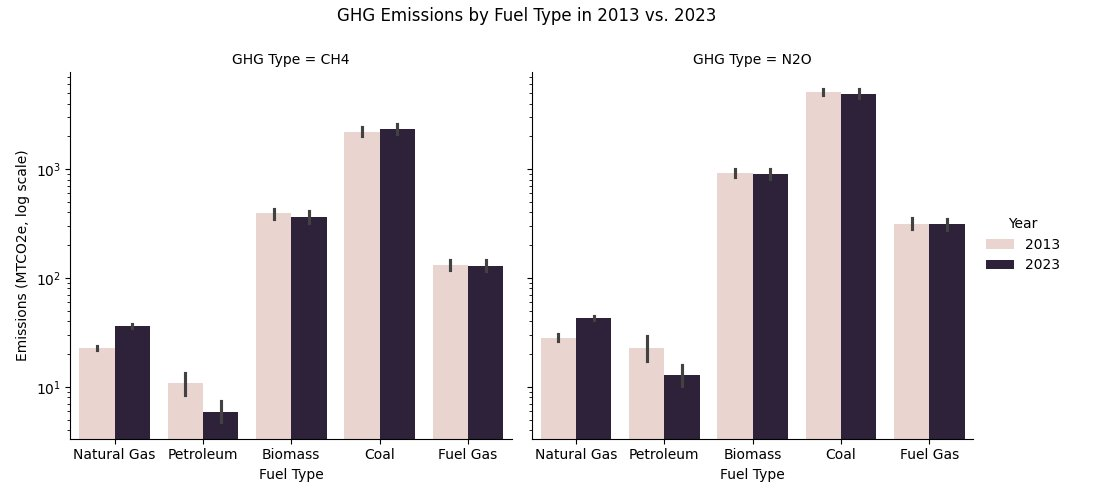 GHG Emissions by Fuel Type in 2013 vs. 2023
GHG Type = CH4
GHG Type = N2O
Emissions (MTCO2e, log scale)
10³
10²
10¹
Natural Gas Petroleum Biomass Coal Fuel Gas
Fuel Type
Natural Gas Petroleum Biomass Coal Fuel Gas
Fuel Type
Year
2013
2023